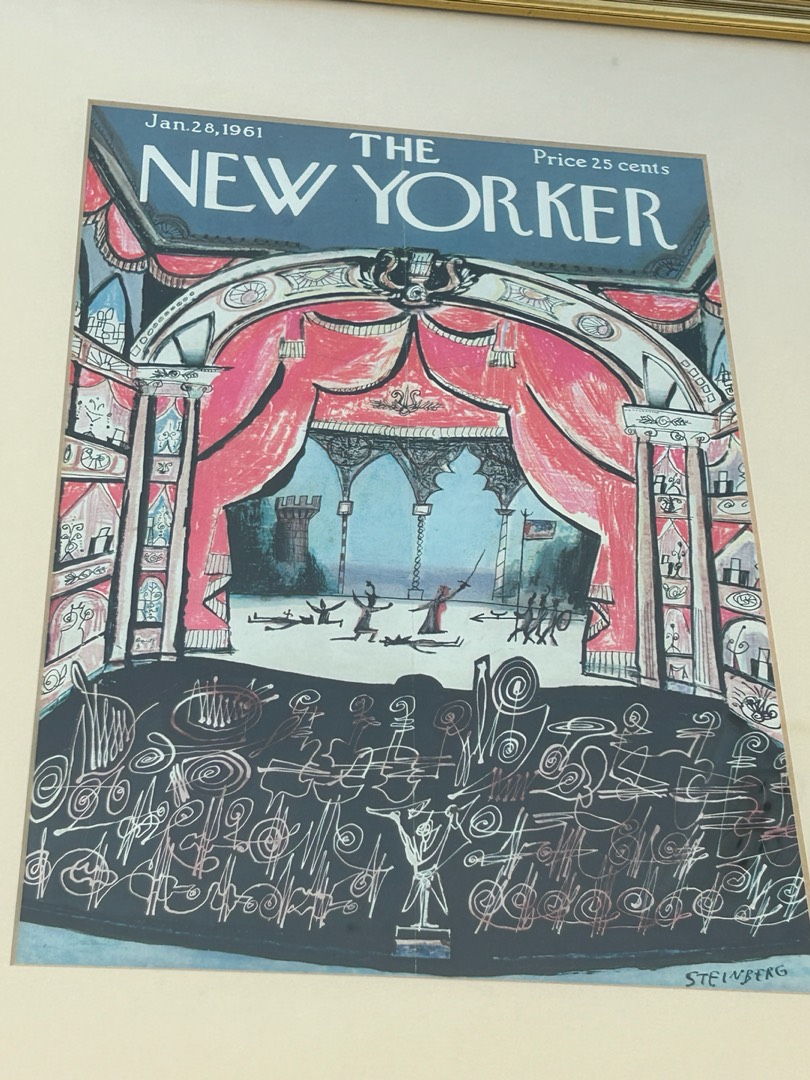 Jan.28,1961
Price 25 cents
THE
NEW YORKER
STEINBERG